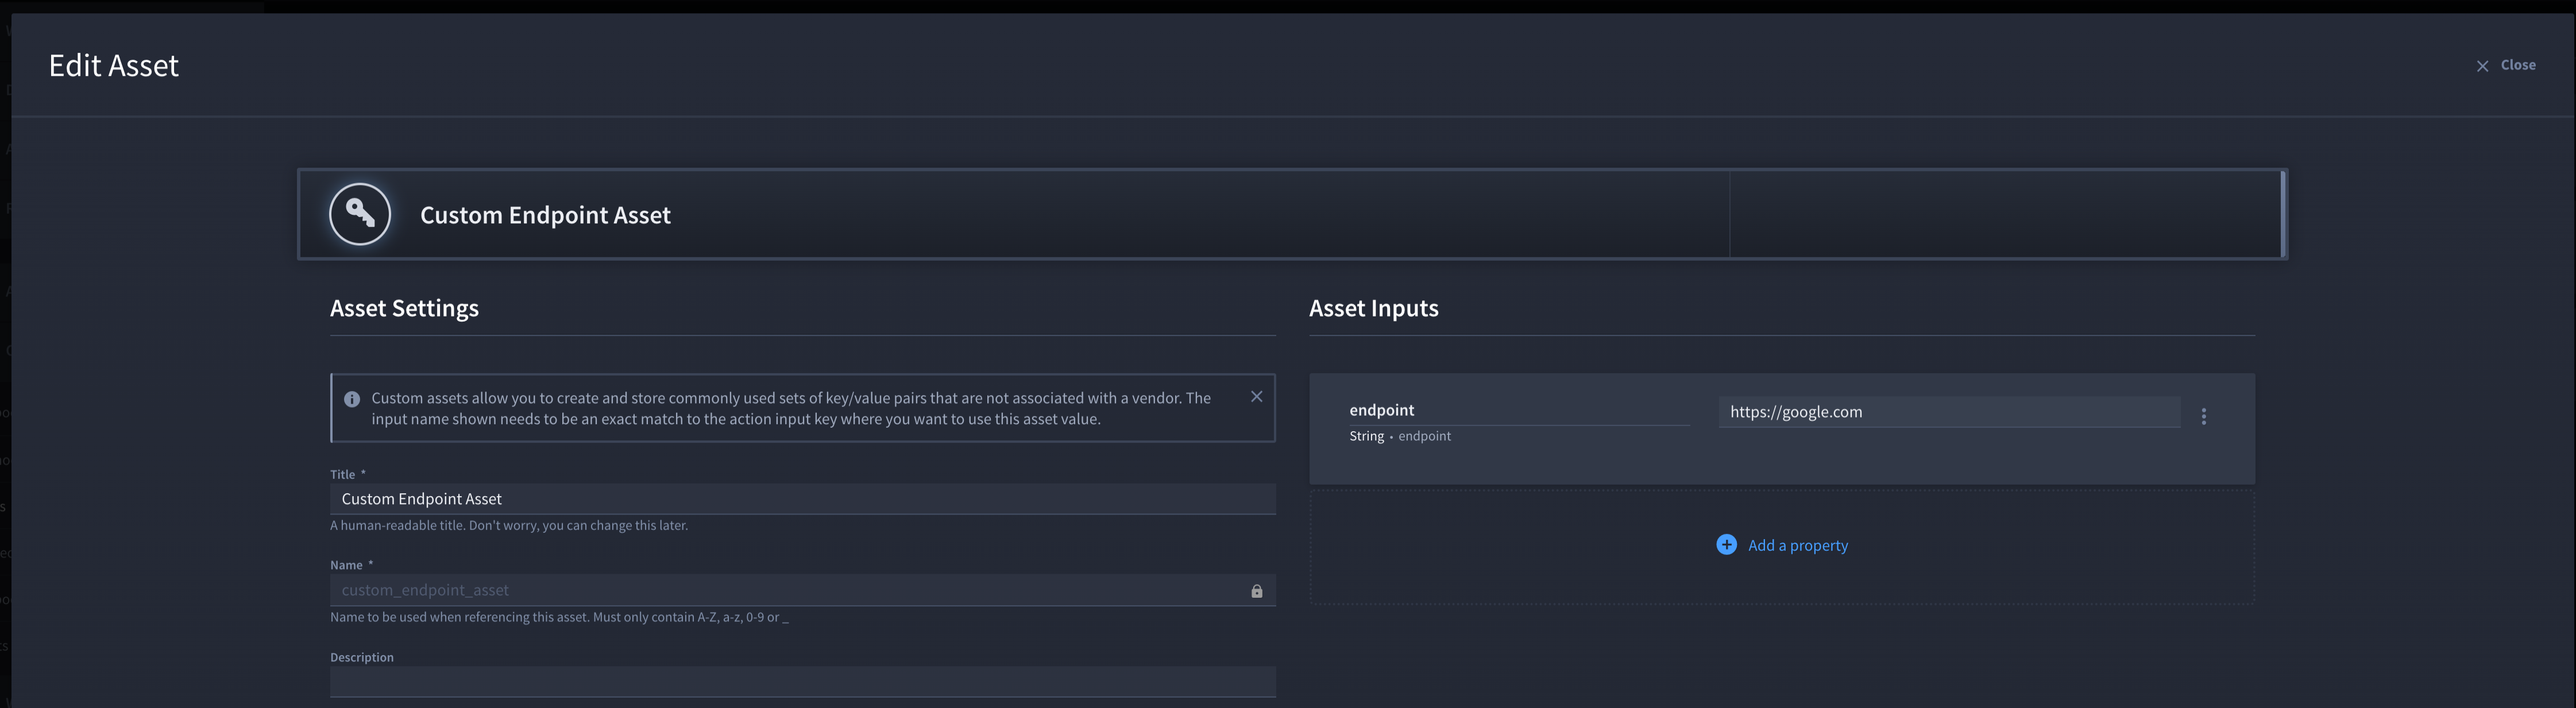 Edit Asset
Close
Custom Endpoint Asset
Asset Settings
Custom assets allow you to create and store commonly used sets of key/value pairs that are not associated with a vendor. The
input name shown needs to be an exact match to the action input key where you want to use this asset value.
Title *
Custom Endpoint Asset
A human-readable title. Don't worry, you can change this later.
Name *
custom_endpoint_asset
Name to be used when referencing this asset. Must only contain A-Z, a-z, 0-9 or _
Description
Asset Inputs
endpoint
https://google.com
String • endpoint
Add a property